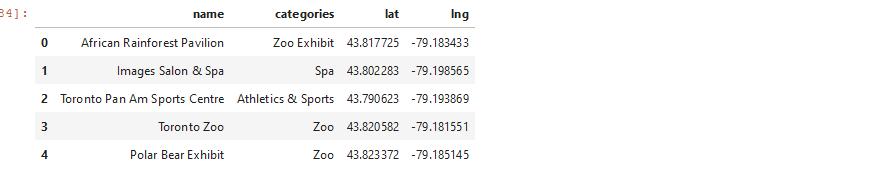 34]: name categories lat lng
0 African Rainforest Pavilion Zoo Exhibit 43.817725 -79.183433
1 Images Salon & Spa Spa 43.802283 -79.198565
2 Toronto Pan Am Sports Centre Athletics & Sports 43.790623 -79.193869
3 Toronto Zoo Zoo 43.820582 -79.181551
4 Polar Bear Exhibit Zoo 43.823372 -79.185145